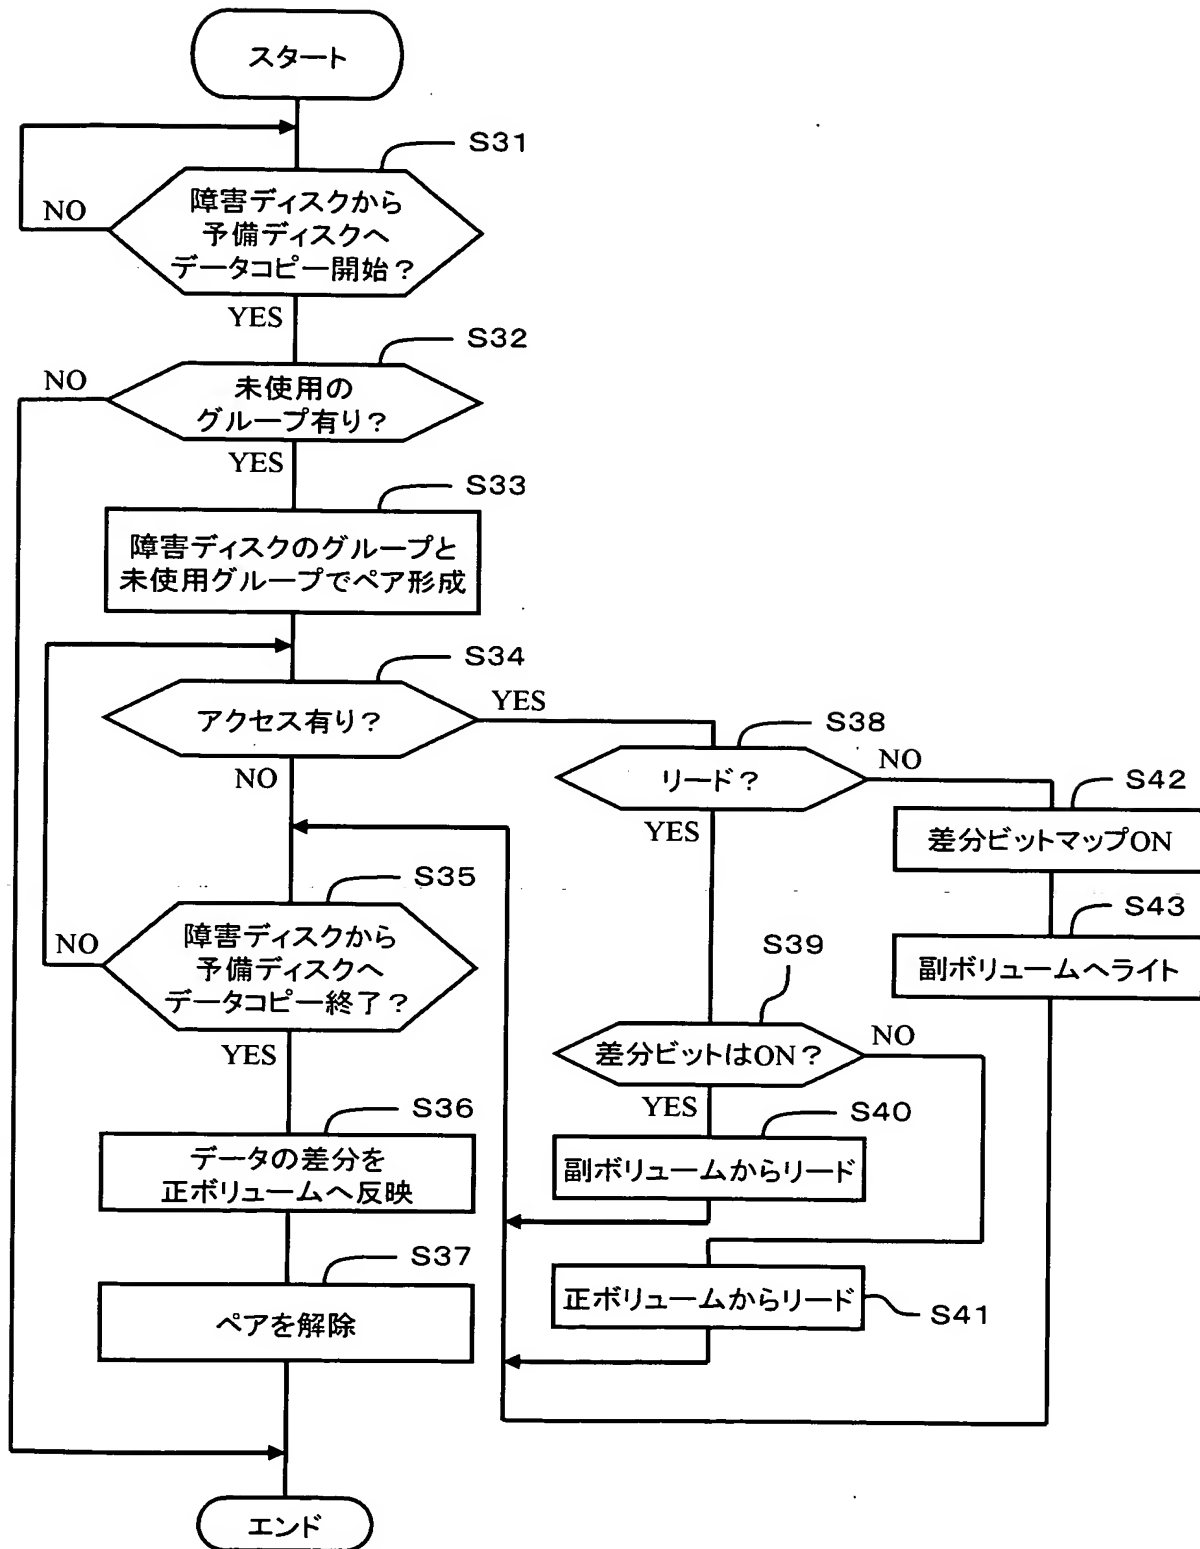 スタート
S31
NO
障害ディスクから
予備ディスクへ
データコピー開始？
YES
S32
NO
未使用の
グループ有り？
YES
S33
障害ディスクのグループと
未使用グループでペア形成
S34
アクセス有り？
YES
NO
S38
リード？
NO
YES
S42
差分ビットマップON
S43
副ボリュームへライト
S35
NO
障害ディスクから
予備ディスクへ
データコピー終了？
YES
S39
差分ビットはON？
NO
YES
S40
副ボリュームからリード
S36
データの差分を
正ボリュームへ反映
S41
正ボリュームからリード
S37
ペアを解除
エンド